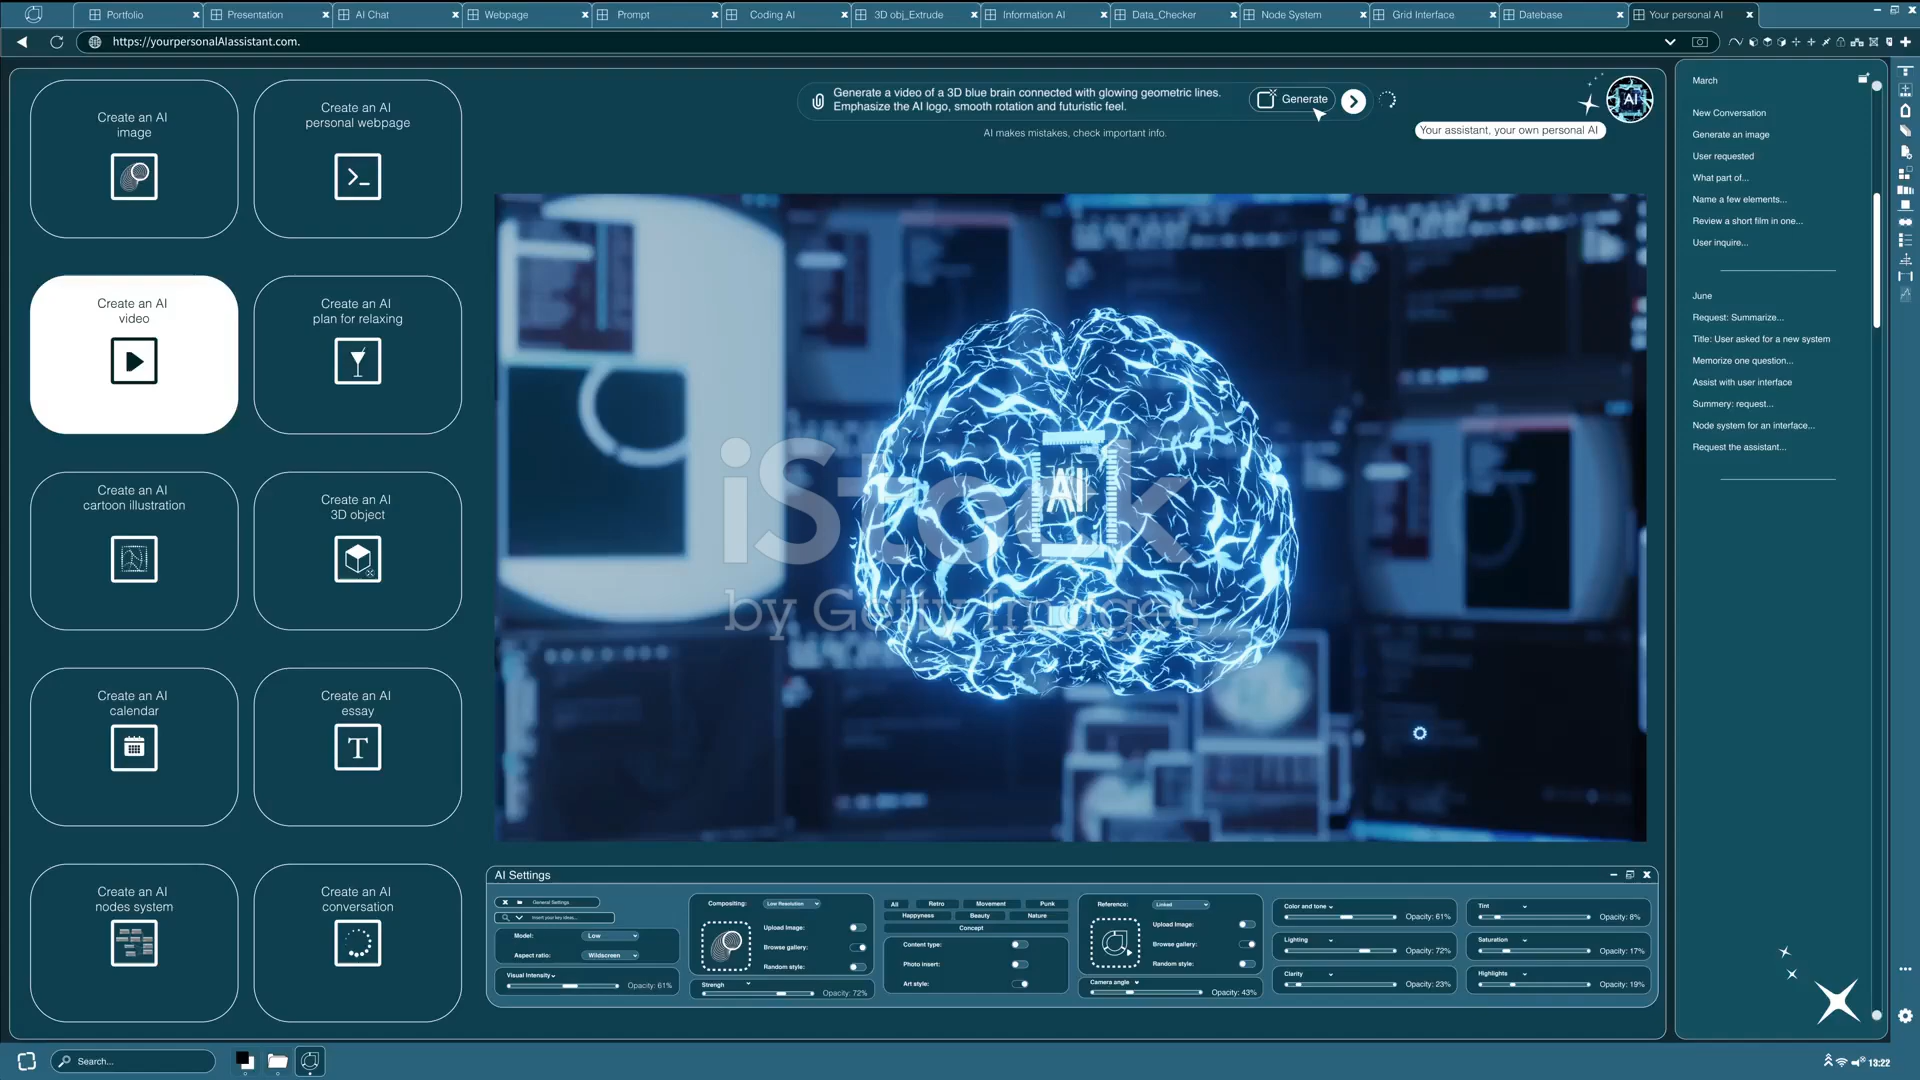 Portfolio
Presentation
AI Chat
Webpage
Prompt
Coding AI
3D obj_Extrude
Information AI
Data_Checker
Node System
Grid Interface
Datebase
Your personal AI
https://yourpersonalAIassistant.com.
Create an AI
image
Create an AI
personal webpage
Create an AI
video
Create an AI
plan for relaxing
Create an AI
cartoon illustration
Create an AI
3D object
Create an AI
calendar
Create an AI
essay
T
Create an AI
nodes system
Create an AI
conversation
Generate a video of a 3D blue brain connected with glowing geometric lines.
Emphasize the AI logo, smooth rotation and futuristic feel.
Generate
AI makes mistakes, check important info.
AI
Your assistant, your own personal AI
AI
iStock
by Getty Images
March
New Conversation
Generate an image
User requested
What part of...
Name a few elements...
Review a short film in one...
User inquire...
June
Request: Summarize...
Title: User asked for a new system
Memorize one question...
Assist with user interface
Summery: request...
Node system for an interface...
Request the assistant...
AI Settings
General Settings
Insert your key ideas...
Model:
Low
Aspect ratio:
Wildscreen
Visual Intensity
Opacity: 61%
Compositing:
Low Resolution
Upload Image:
Browse gallery:
Random style:
Strengh
Opacity: 72%
All
Retro
Movement
Punk
Happyness
Beauty
Nature
Concept
Content type:
Photo insert:
Art style:
Reference:
Linked
Upload Image:
Browse gallery:
Random style:
Camera angle
Opacity: 43%
Color and tone
Opacity: 61%
Lighting
Opacity: 72%
Clarity
Opacity: 23%
Tint
Opacity: 8%
Saturation
Opacity: 17%
Highlights
Opacity: 19%
Search...
13:22